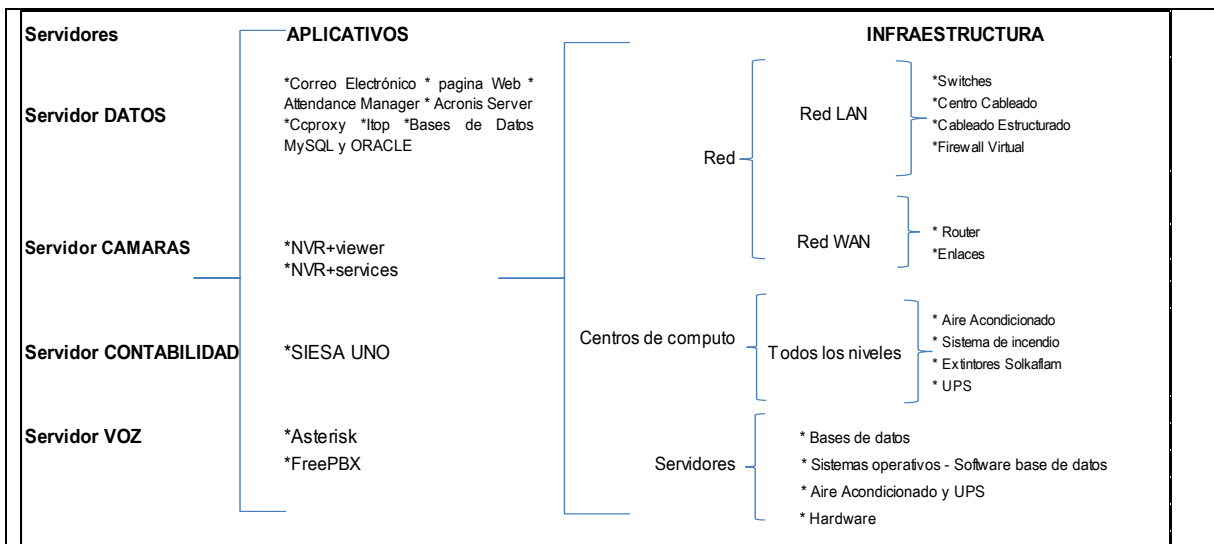 Servidores
APLICATIVOS
INFRAESTRUCTURA
Servidor DATOS
*Correo Electrónico * pagina Web *
Attendance Manager * Acronis Server
*Ccproxy *Itop *Bases de Datos
MySQL y ORACLE
Servidor CAMARAS
*NVR+viewer
*NVR+services
Servidor CONTABILIDAD
*SIESA UNO
Servidor VOZ
*Asterisk
*FreePBX
Red
Red LAN
*Switches
*Centro Cableado
*Cableado Estructurado
*Firewall Virtual
Red WAN
* Router
*Enlaces
Centros de computo
Todos los niveles
* Aire Acondicionado
* Sistema de incendio
* Extintores Solkaflam
* UPS
Servidores
* Bases de datos
* Sistemas operativos - Software base de datos
* Aire Acondicionado y UPS
* Hardware